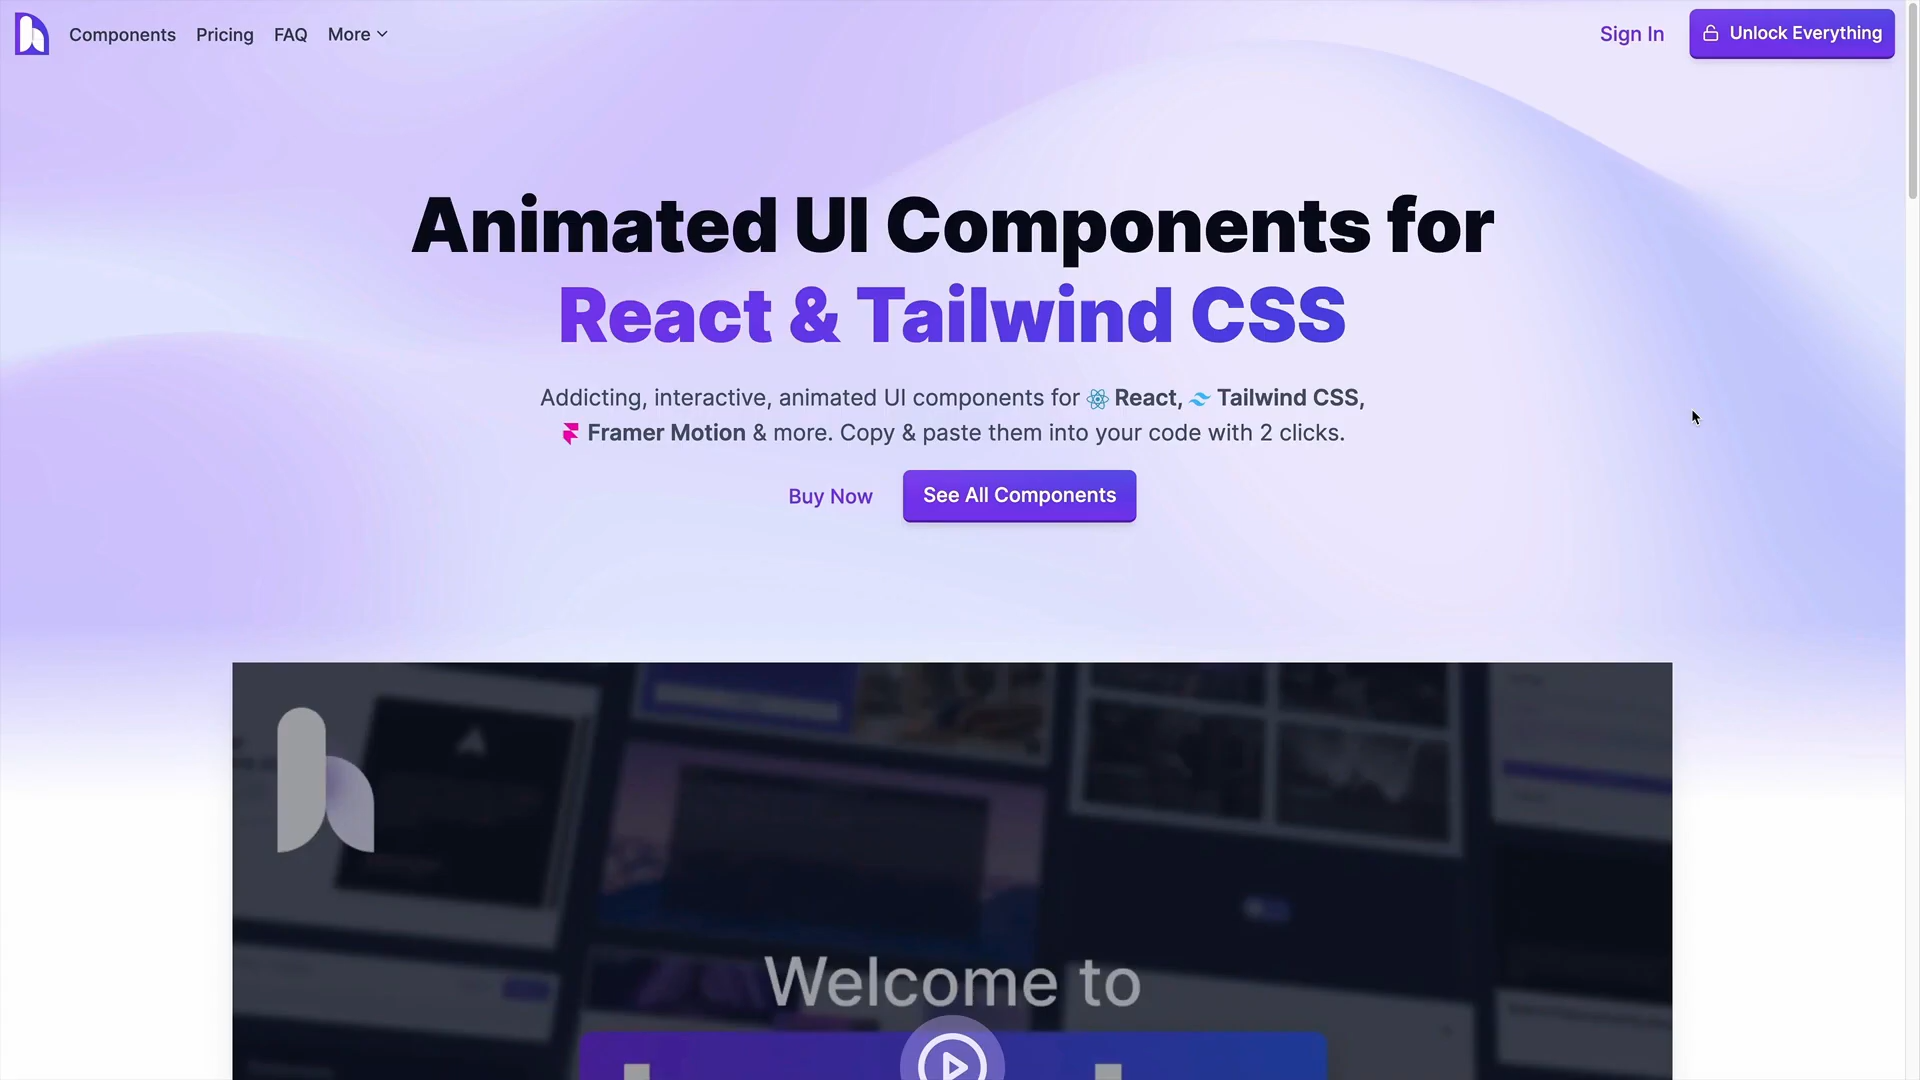 Components Pricing FAQ More
Sign In Unlock Everything
Animated UI Components for
React & Tailwind CSS
Addicting, interactive, animated UI components for React, Tailwind CSS,
Framer Motion & more. Copy & paste them into your code with 2 clicks.
Buy Now See All Components
Welcome to